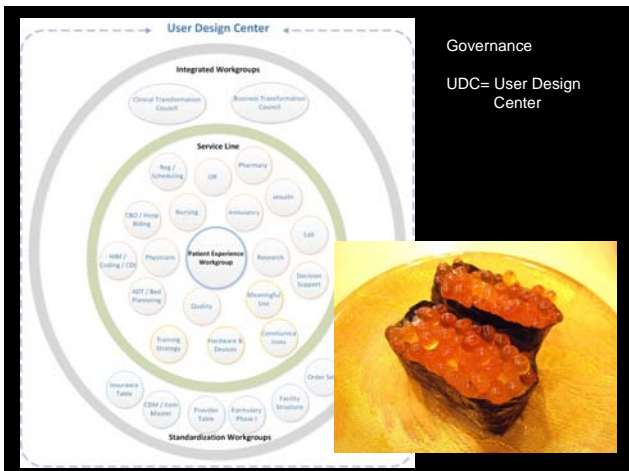 User Design Center
Integrated Workgroups
Clinical Transformation
Council
Business Transformation
Council
Service Line
Reg /
Scheduling
OR
Pharmacy
eHealth
CBO / Hosp
Billing
Nursing
Ambulatory
Lab
HIM /
Coding / CDI
Physicians
Patient Experience
Workgroup
Research
Decision
Support
ADT / Bed
Planning
Quality
Meaningful
Use
Training
Strategy
Hardware &
Devices
Communica
tions
Insurance
Table
CDM / Item
Master
Provider
Table
Formulary
Phase I
Facility
Structure
Order Se
Standardization Workgroups
Governance
UDC= User Design
Center